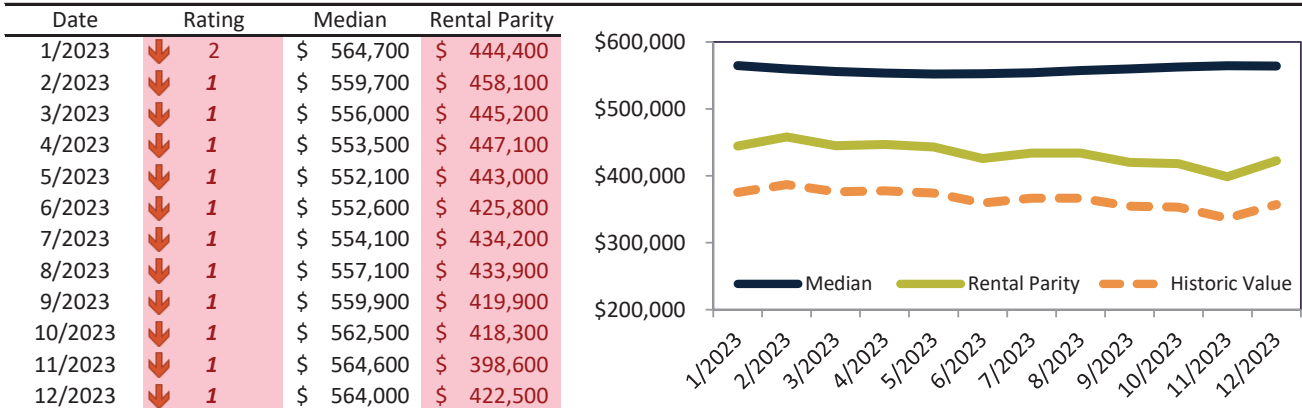 Date Rating Median Rental Parity
1/2023 2 $ 564,700 $ 444,400
2/2023 1 $ 559,700 $ 458,100
3/2023 1 $ 556,000 $ 445,200
4/2023 1 $ 553,500 $ 447,100
5/2023 1 $ 552,100 $ 443,000
6/2023 1 $ 552,600 $ 425,800
7/2023 1 $ 554,100 $ 434,200
8/2023 1 $ 557,100 $ 433,900
9/2023 1 $ 559,900 $ 419,900
10/2023 1 $ 562,500 $ 418,300
11/2023 1 $ 564,600 $ 398,600
12/2023 1 $ 564,000 $ 422,500
$600,000
$500,000
$400,000
$300,000
$200,000
Median Rental Parity Historic Value
1/2023 2/2023 3/2023 4/2023 5/2023 6/2023 7/2023 8/2023 9/2023 10/2023 11/2023 12/2023